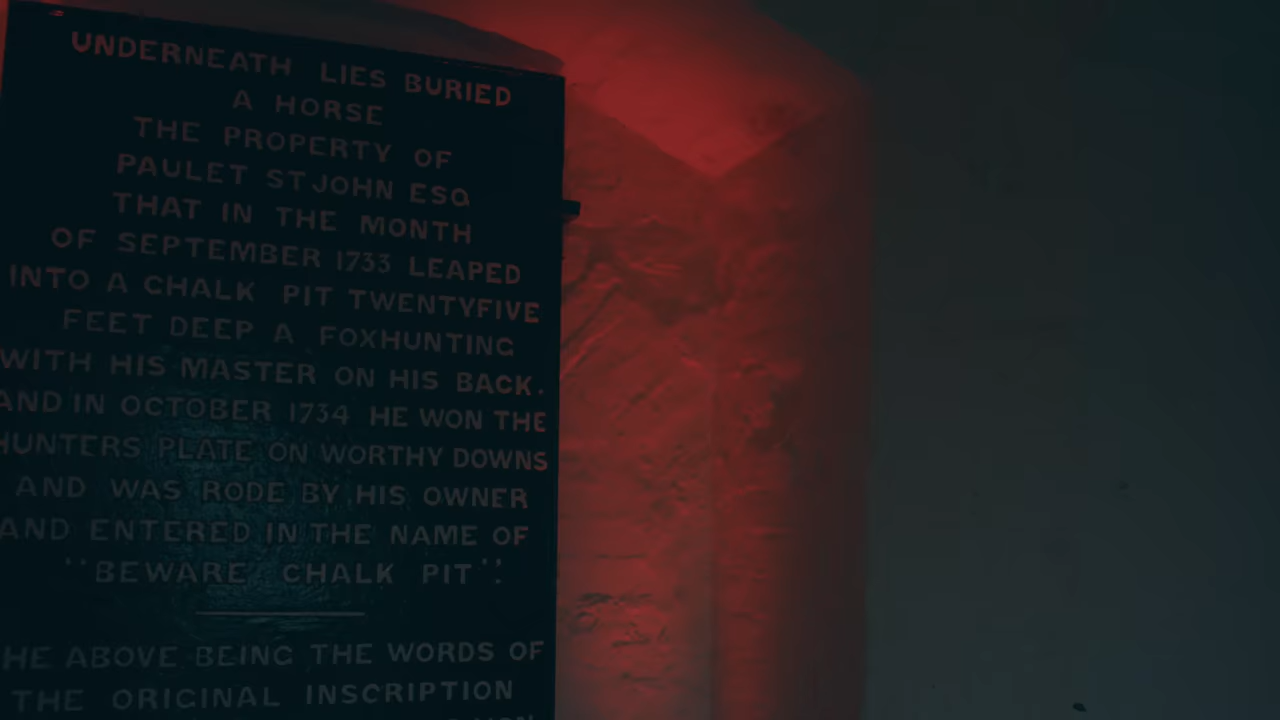 UNDERNEATH LIES BURIED
A HORSE
THE PROPERTY OF
PAULET ST JOHN ESQ
THAT IN THE MONTH
OF SEPTEMBER 1733 LEAPED
INTO A CHALK PIT TWENTYFIVE
FEET DEEP A FOXHUNTING
WITH HIS MASTER ON HIS BACK.
AND IN OCTOBER 1734 HE WON THE
HUNTERS PLATE ON WORTHY DOWNS
AND WAS RODE BY HIS OWNER
AND ENTERED IN THE NAME OF
"BEWARE CHALK PIT".
HE ABOVE BEING THE WORDS OF
THE ORIGINAL INSCRIPTION